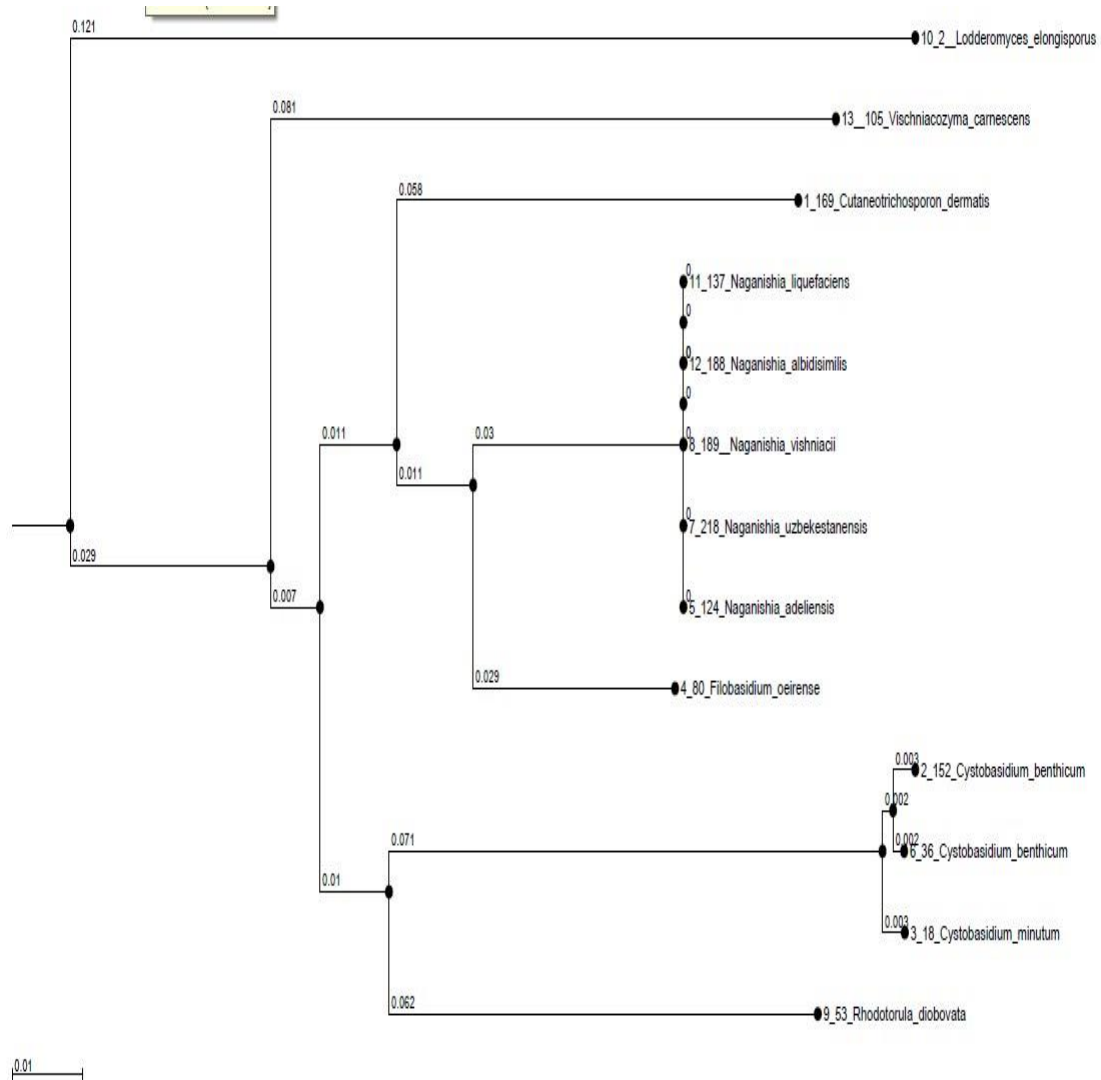 0.121
10_2__Lodderomyces_elongisporus
0.081
13__105_Vischniacozyma_carnescens
0.058
1_169_Cutaneotrichosporon_dermatis
0
11_137_Naganishia_liquefaciens
0
0
12_188_Naganishia_albidisimilis
0
0.011
0.03
0
8_189__Naganishia_vishniacii
0.011
0
7_218_Naganishia_uzbekestanensis
0.029
0.007
0
5_124_Naganishia_adeliensis
0.029
4_80_Filobasidium_oeirense
0.003
2_152_Cystobasidium_benthicum
0.002
0.071
0.002
6_36_Cystobasidium_benthicum
0.01
0.003
3_18_Cystobasidium_minutum
0.062
9_53_Rhodotorula_diobovata
0.01